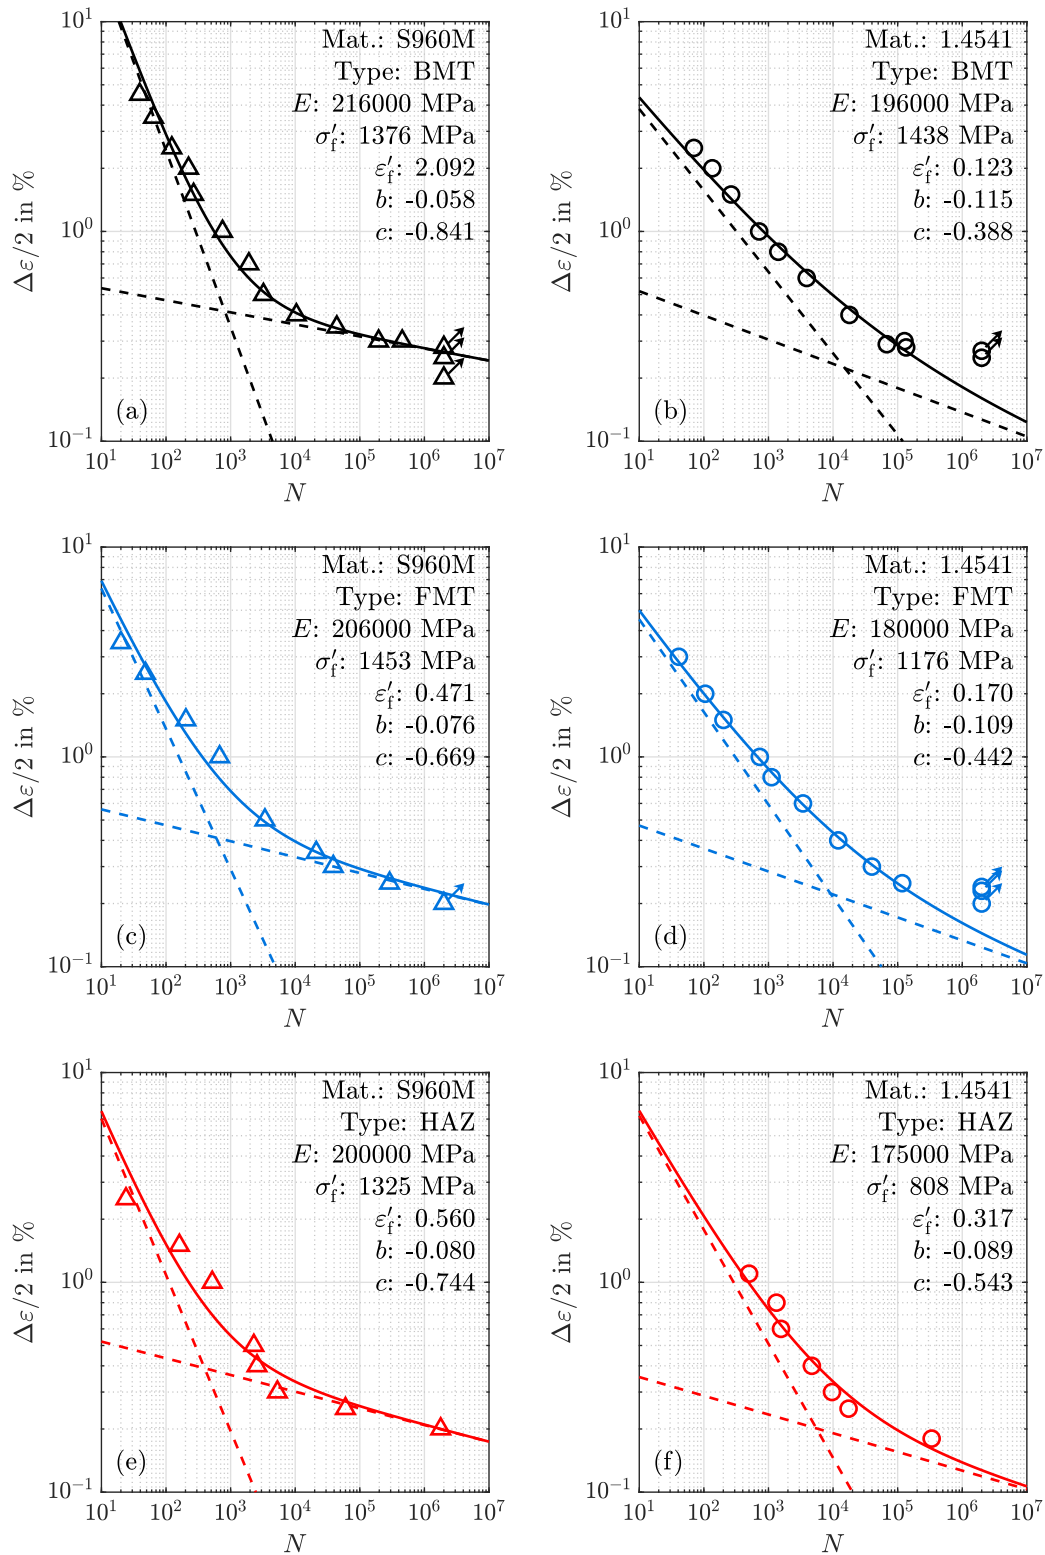 Mat.: S960M
Type: BMT
E: 216000 MPa
σ′f: 1376 MPa
ε′f: 2.092
b: -0.058
c: -0.841
(a)
Δε/2 in %
10^1
10^0
10^−1
10^1 10^2 10^3 10^4 10^5 10^6 10^7
N
Mat.: 1.4541
Type: BMT
E: 196000 MPa
σ′f: 1438 MPa
ε′f: 0.123
b: -0.115
c: -0.388
(b)
Δε/2 in %
10^1
10^0
10^−1
10^1 10^2 10^3 10^4 10^5 10^6 10^7
N
Mat.: S960M
Type: FMT
E: 206000 MPa
σ′f: 1453 MPa
ε′f: 0.471
b: -0.076
c: -0.669
(c)
Δε/2 in %
10^1
10^0
10^−1
10^1 10^2 10^3 10^4 10^5 10^6 10^7
N
Mat.: 1.4541
Type: FMT
E: 180000 MPa
σ′f: 1176 MPa
ε′f: 0.170
b: -0.109
c: -0.442
(d)
Δε/2 in %
10^1
10^0
10^−1
10^1 10^2 10^3 10^4 10^5 10^6 10^7
N
Mat.: S960M
Type: HAZ
E: 200000 MPa
σ′f: 1325 MPa
ε′f: 0.560
b: -0.080
c: -0.744
(e)
Δε/2 in %
10^1
10^0
10^−1
10^1 10^2 10^3 10^4 10^5 10^6 10^7
N
Mat.: 1.4541
Type: HAZ
E: 175000 MPa
σ′f: 808 MPa
ε′f: 0.317
b: -0.089
c: -0.543
(f)
Δε/2 in %
10^1
10^0
10^−1
10^1 10^2 10^3 10^4 10^5 10^6 10^7
N